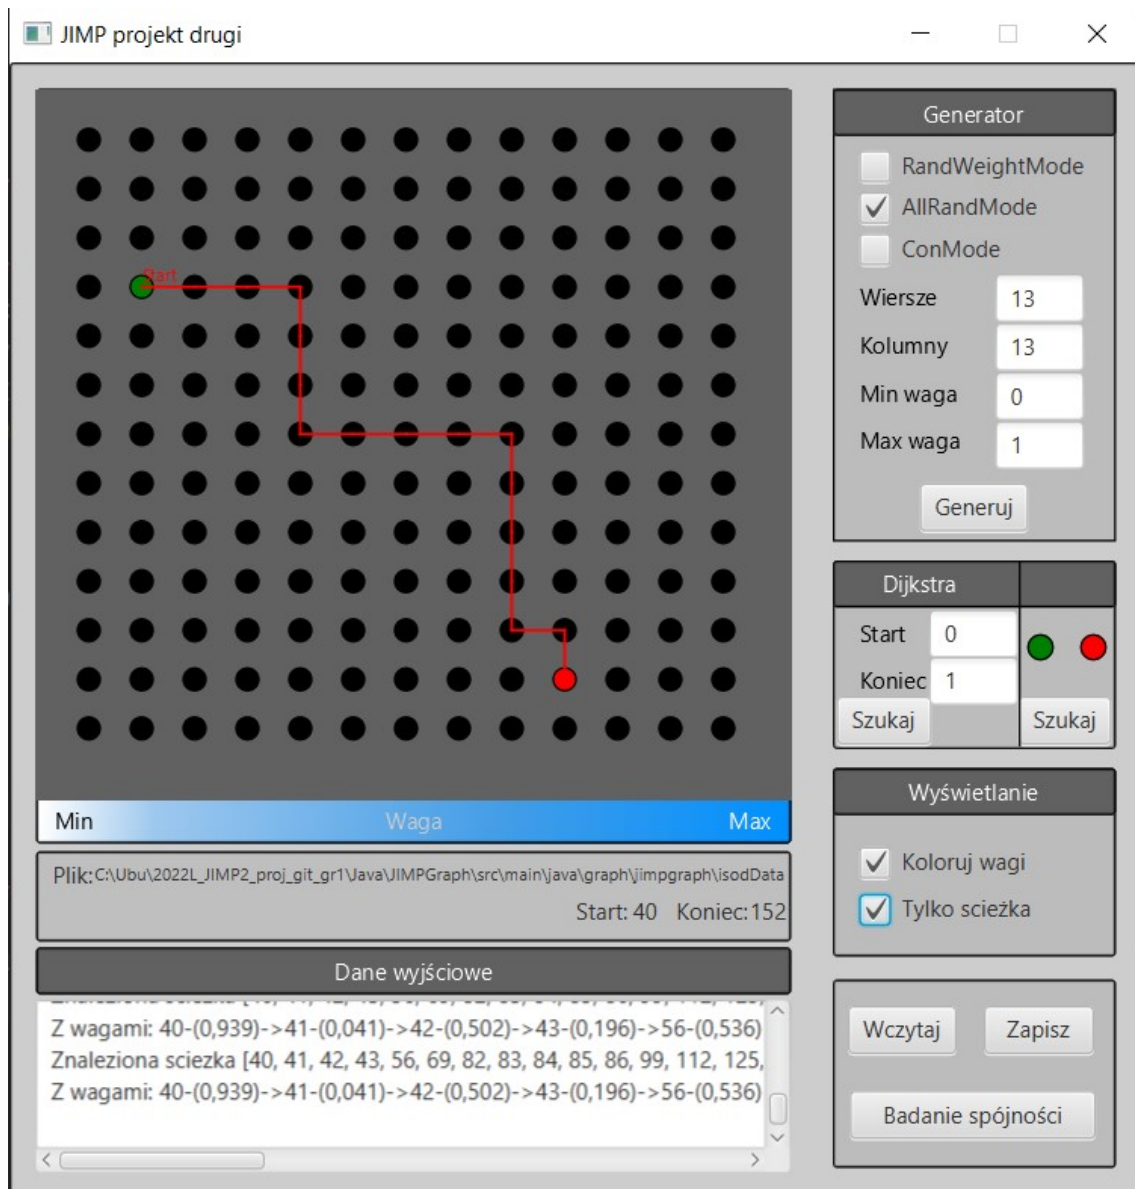 JIMP projekt drugi
Start
Min Waga Max
Plik: C:\Ubu\2022L_JIMP2_proj_git_gr1\Java\JIMPGraph\src\main\java\graph\jimpgraph\isodData
Start: 40 Koniec: 152
Dane wyjściowe
Z wagami: 40-(0,939)->41-(0,041)->42-(0,502)->43-(0,196)->56-(0,536)
Znaleziona sciezka [40, 41, 42, 43, 56, 69, 82, 83, 84, 85, 86, 99, 112, 125,
Z wagami: 40-(0,939)->41-(0,041)->42-(0,502)->43-(0,196)->56-(0,536)
Generator
RandWeightMode
AllRandMode
ConMode
Wiersze 13
Kolumny 13
Min waga 0
Max waga 1
Generuj
Dijkstra
Start 0
Koniec 1
Szukaj Szukaj
Wyświetlanie
Koloruj wagi
Tylko scieżka
Wczytaj Zapisz
Badanie spójności